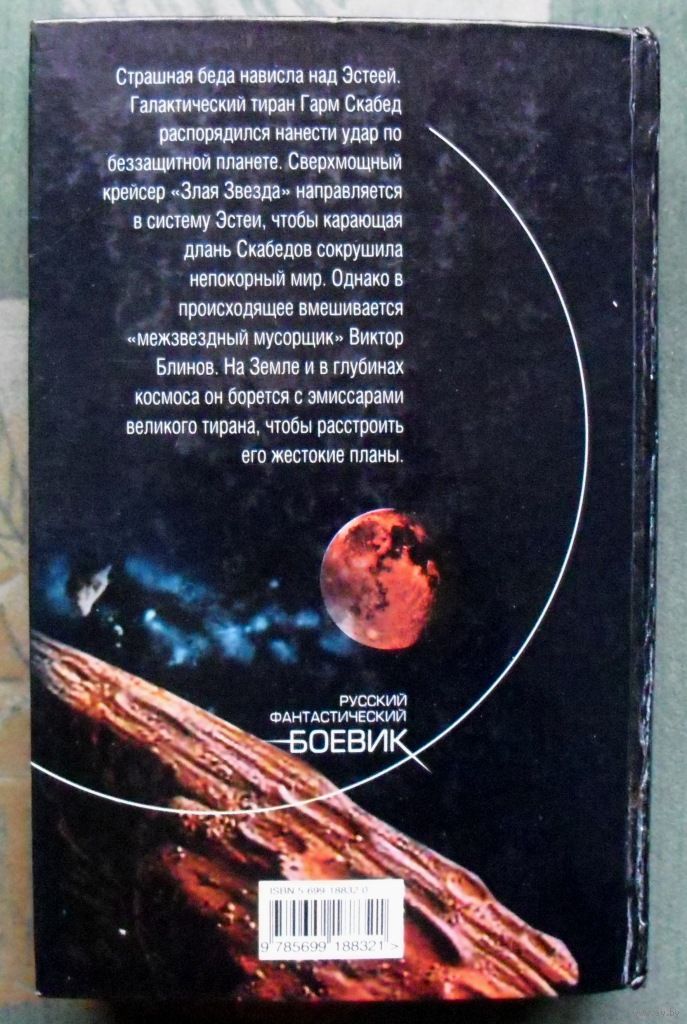 Страшная беда нависла над Эстеей.
Галактический тиран Гарм Скабед
распорядился нанести удар по
беззащитной планете. Сверхмощный
крейсер «Злая Звезда» направляется
в систему Эстеи, чтобы карающая
длань Скабедов сокрушила
непокорный мир. Однако в
происходящее вмешивается
«межзвездный мусорщик» Виктор
Блинов. На Земле и в глубинах
космоса он борется с эмиссарами
великого тирана, чтобы расстроить
его жестокие планы.
РУССКИЙ
ФАНТАСТИЧЕСКИЙ
БОЕВИК
ISBN 5-699-18832-0
9 785699 188321 >